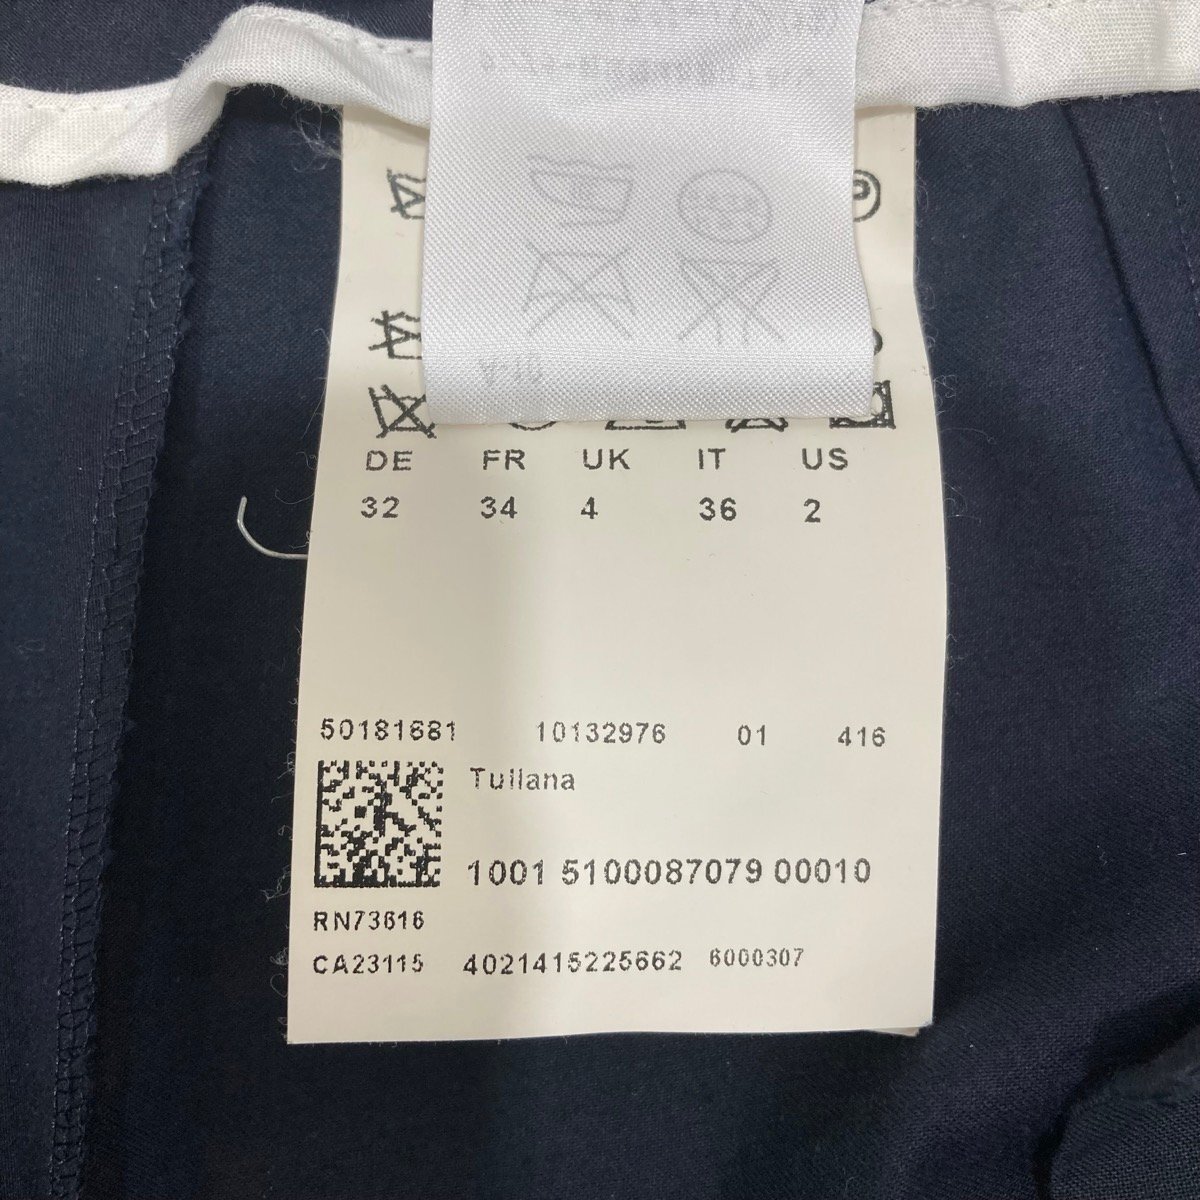 DE FR UK IT US
32 34 4 36 2
50181681 10132976 01 416
Tuliana
1001 5100087079 00010
RN73616
CA23115 4021415225662 6000307